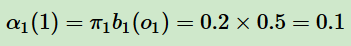 α₁(1) = π₁b₁(o₁) = 0.2 × 0.5 = 0.1